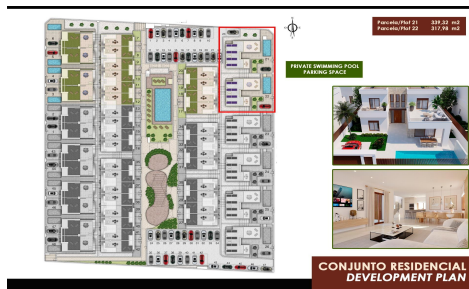 Parcela/Plot 21 339,32 m2
Parcela/Plot 22 317,98 m2
PRIVATE SWIMMING POOL
PARKING SPACE
CONJUNTO RESIDENCIAL
DEVELOPMENT PLAN